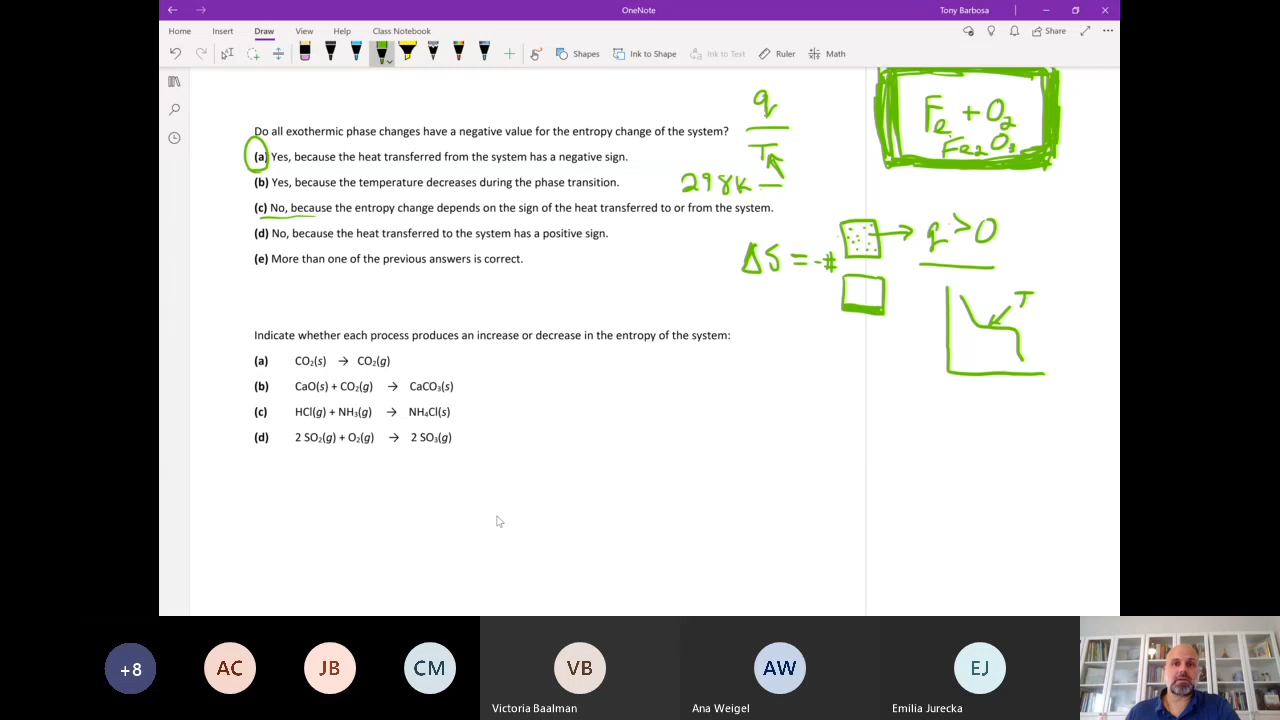 OneNote
Tony Barbosa
Home Insert Draw View Help Class Notebook
Share
Shapes Ink to Shape Ink to Text Ruler Math
Do all exothermic phase changes have a negative value for the entropy change of the system?
(a) Yes, because the heat transferred from the system has a negative sign.
(b) Yes, because the temperature decreases during the phase transition.
(c) No, because the entropy change depends on the sign of the heat transferred to or from the system.
(d) No, because the heat transferred to the system has a positive sign.
(e) More than one of the previous answers is correct.
q
T
298K
Fe + O₂
Fe₂O₃
ΔS = -#
q > 0
T
Indicate whether each process produces an increase or decrease in the entropy of the system:
(a) CO₂(s) → CO₂(g)
(b) CaO(s) + CO₂(g) → CaCO₃(s)
(c) HCl(g) + NH₃(g) → NH₄Cl(s)
(d) 2 SO₂(g) + O₂(g) → 2 SO₃(g)
+8 AC JB CM VB AW EJ
Victoria Baalman Ana Weigel Emilia Jurecka